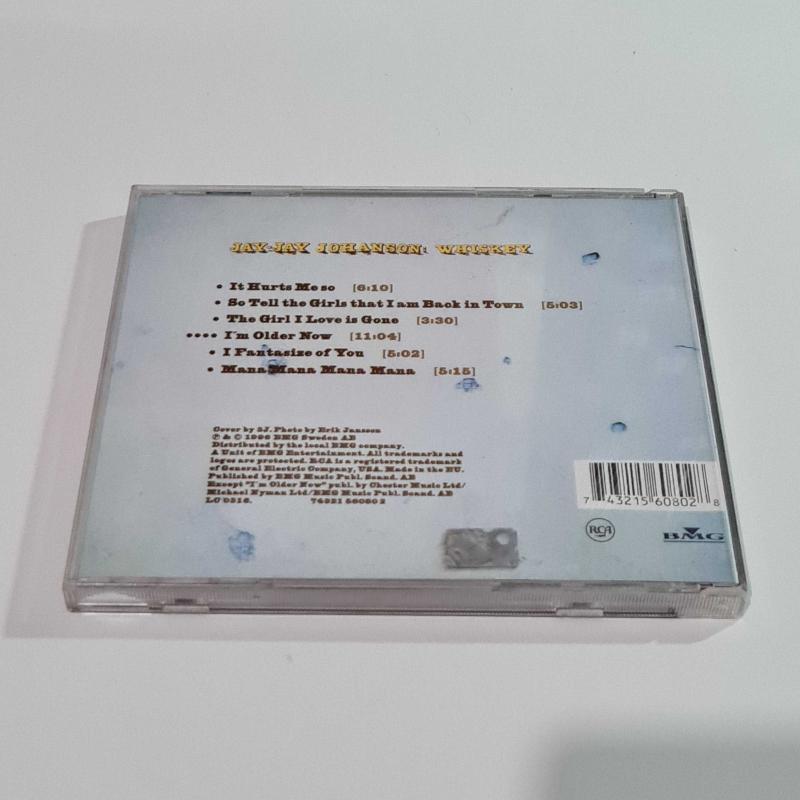 JAY-JAY JOHANSON: WHISKEY
• It Hurts Me so [6:10]
• So Tell the Girls that I am Back in Town [5:03]
• The Girl I Love is Gone [3:30]
•••• I'm Older Now [11:04]
• I Fantasize of You [5:02]
• Mana Mana Mana Mana [5:15]
Cover by 3J. Photo by Erik Jansson
℗ & © 1996 BMG Sweden AB
Distributed by the local BMG company.
A Unit of BMG Entertainment. All trademarks and
logos are protected. RCA is a registered trademark
of General Electric Company, USA. Made in the EU.
Published by BMG Music Publ. Scand. AB
Except "I'm Older Now" publ. by Chester Music Ltd/
Michael Nyman Ltd/BMG Music Publ. Scand. AB
LC 0316. 74321 56080 2
7 43215 60802 8
RCA
BMG